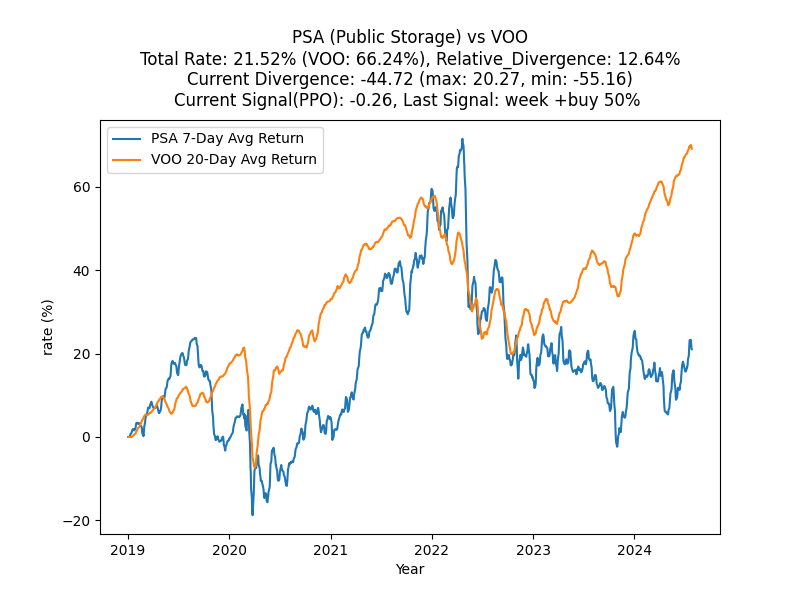 PSA (Public Storage) vs VOO
Total Rate: 21.52% (VOO: 66.24%), Relative_Divergence: 12.64%
Current Divergence: -44.72 (max: 20.27, min: -55.16)
Current Signal(PPO): -0.26, Last Signal: week +buy 50%
PSA 7-Day Avg Return
VOO 20-Day Avg Return
60
40
20
0
−20
rate (%)
2019 2020 2021 2022 2023 2024
Year